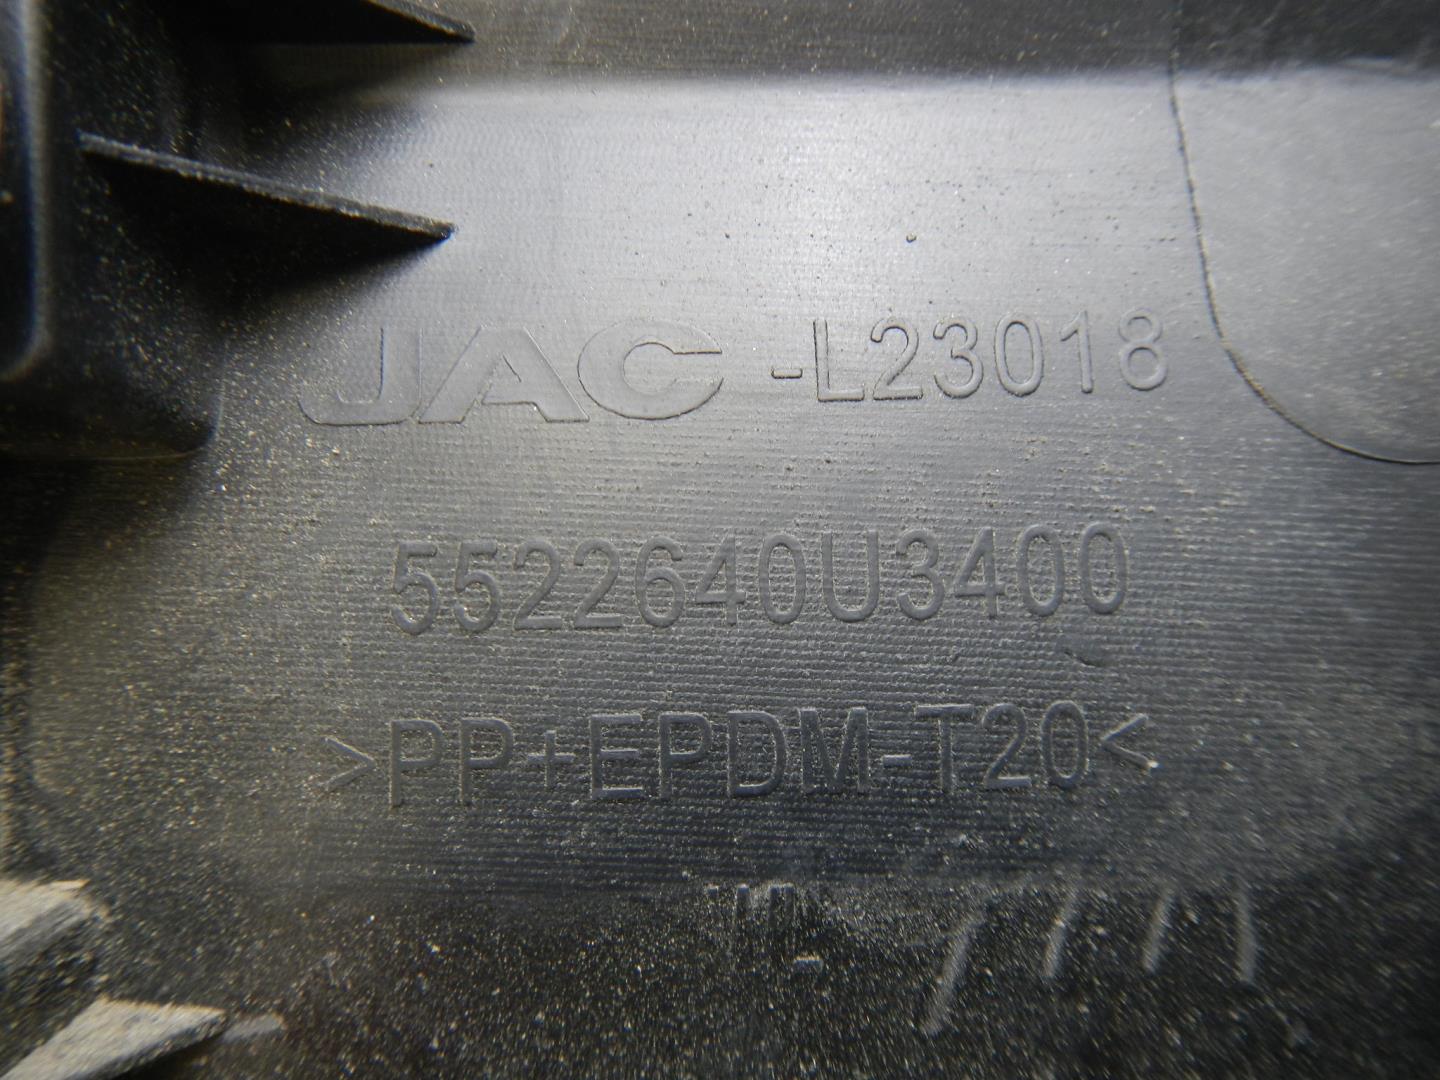 JAC -L23018
5522640U3400
>PP+EPDM-T20<